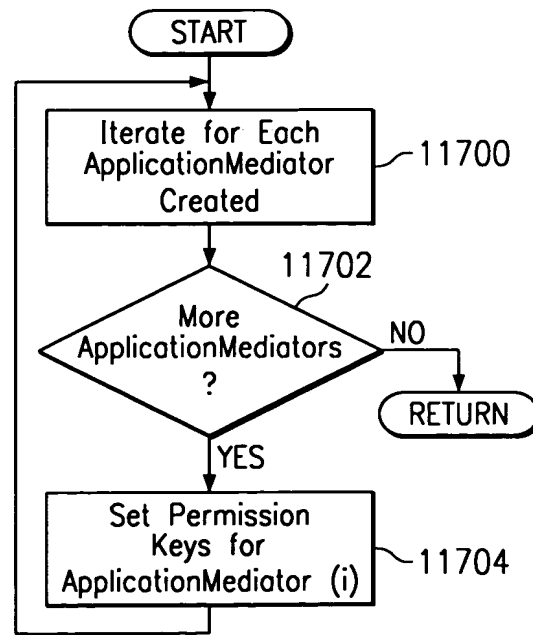 START
Iterate for Each
ApplicationMediator
Created
11700
11702
More
ApplicationMediators
?
NO
RETURN
YES
Set Permission
Keys for
ApplicationMediator (i)
11704